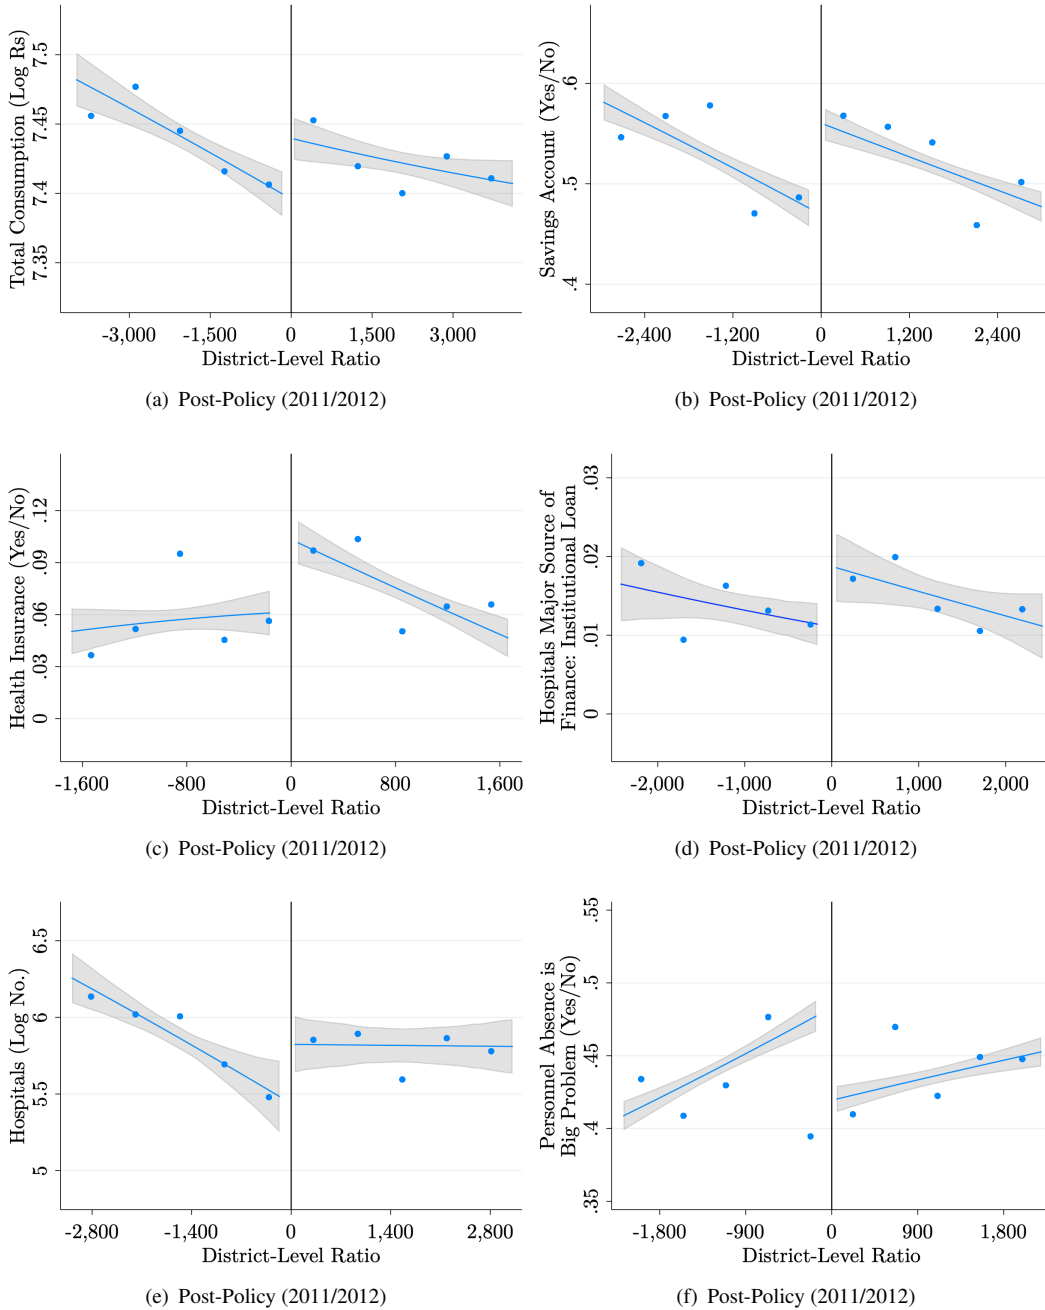 Total Consumption (Log Rs)
7.5
7.45
7.4
7.35
-3,000 -1,500 0 1,500 3,000
District-Level Ratio
(a) Post-Policy (2011/2012)
Savings Account (Yes/No)
.6
.5
.4
-2,400 -1,200 0 1,200 2,400
District-Level Ratio
(b) Post-Policy (2011/2012)
Health Insurance (Yes/No)
.12
.09
.06
.03
0
-1,600 -800 0 800 1,600
District-Level Ratio
(c) Post-Policy (2011/2012)
Hospitals Major Source of
Finance: Institutional Loan
.03
.02
.01
0
-2,000 -1,000 0 1,000 2,000
District-Level Ratio
(d) Post-Policy (2011/2012)
Hospitals (Log No.)
6.5
6
5.5
5
-2,800 -1,400 0 1,400 2,800
District-Level Ratio
(e) Post-Policy (2011/2012)
Personnel Absence is
Big Problem (Yes/No)
.55
.5
.45
.4
.35
-1,800 -900 0 900 1,800
District-Level Ratio
(f) Post-Policy (2011/2012)